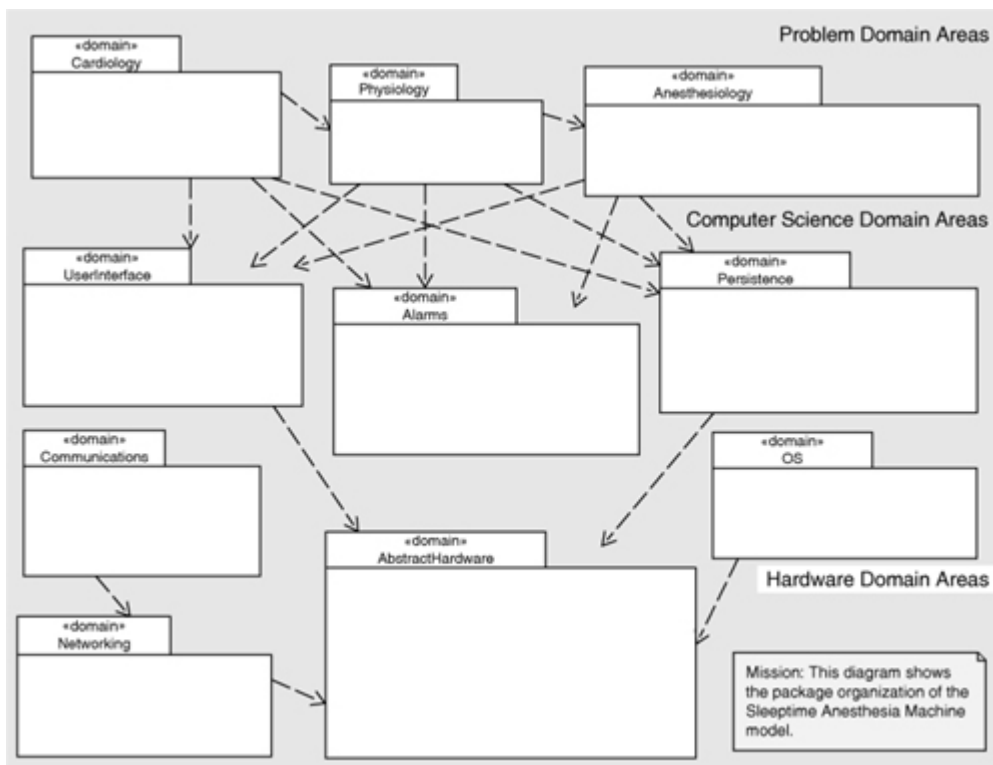 Problem Domain Areas
«domain»
Cardiology
«domain»
Physiology
«domain»
Anesthesiology
Computer Science Domain Areas
«domain»
UserInterface
«domain»
Alarms
«domain»
Persistence
«domain»
Communications
«domain»
OS
«domain»
AbstractHardware
Hardware Domain Areas
«domain»
Networking
Mission: This diagram shows
the package organization of the
Sleeptime Anesthesia Machine
model.